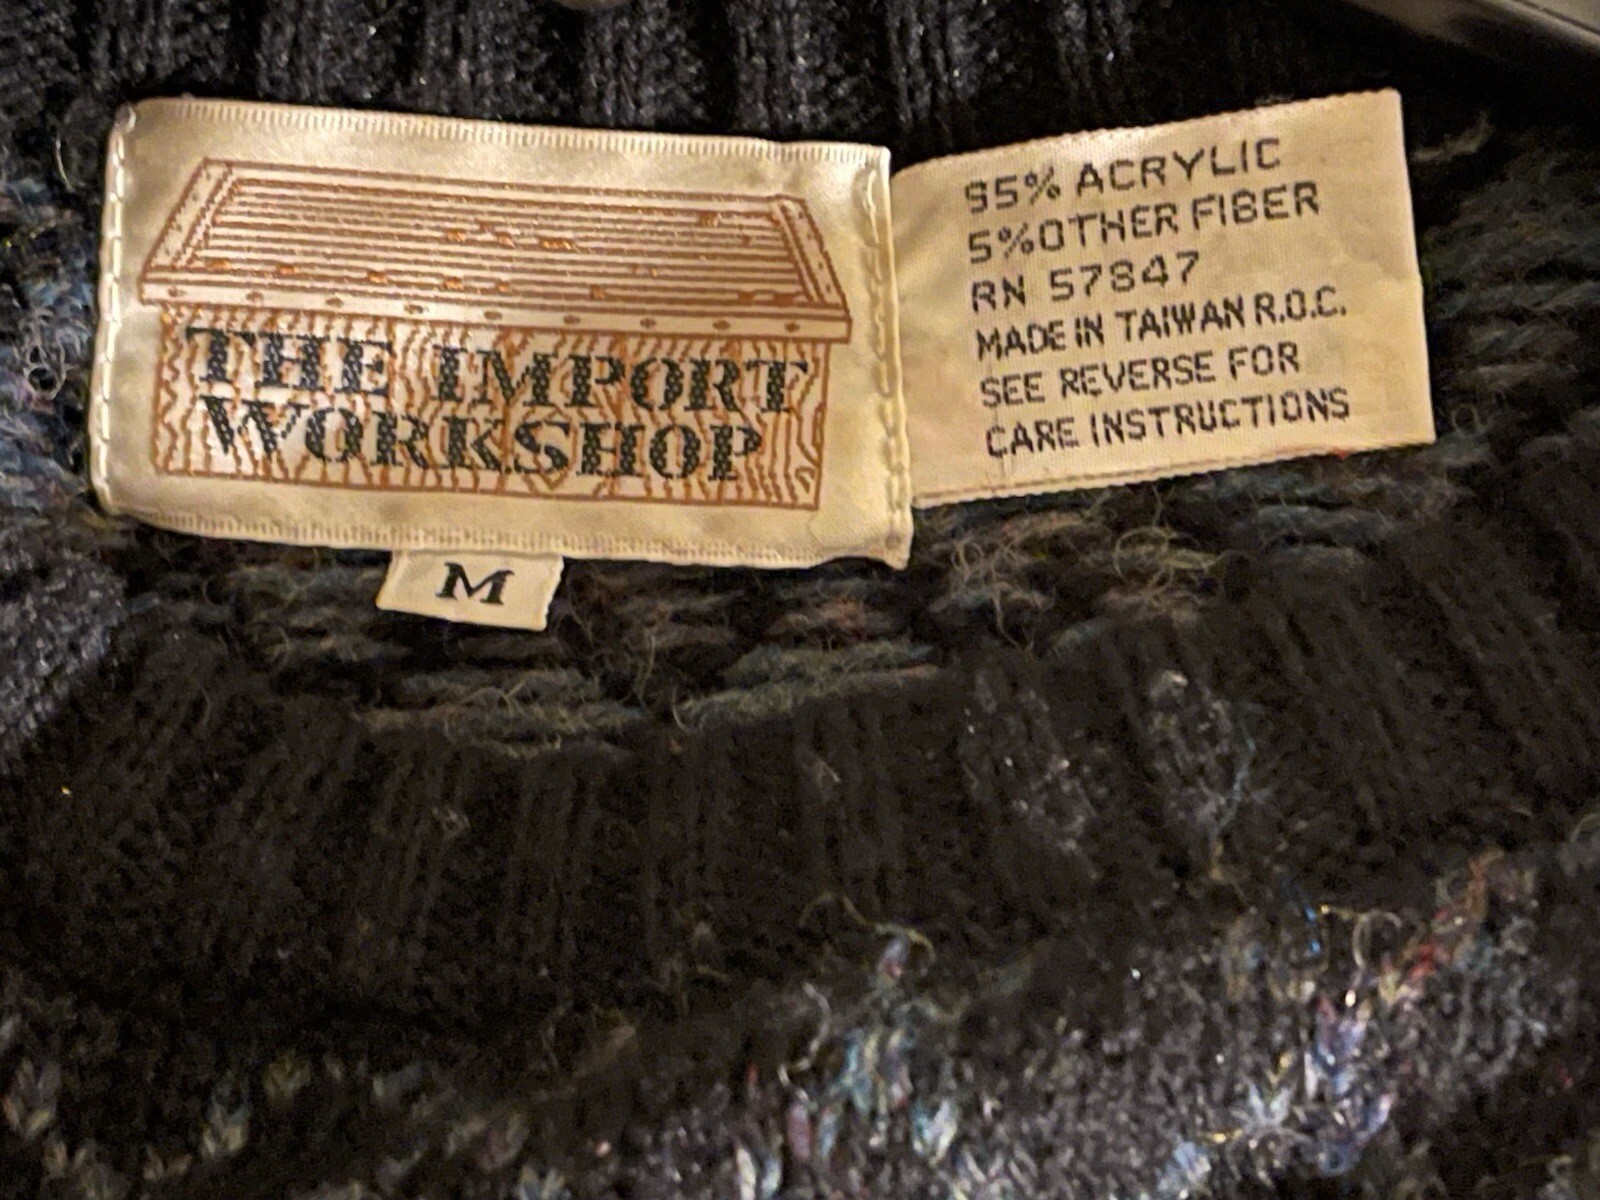 THE IMPORT
WORKSHOP
M
95% ACRYLIC
5% OTHER FIBER
RN 57847
MADE IN TAIWAN R.O.C.
SEE REVERSE FOR
CARE INSTRUCTIONS